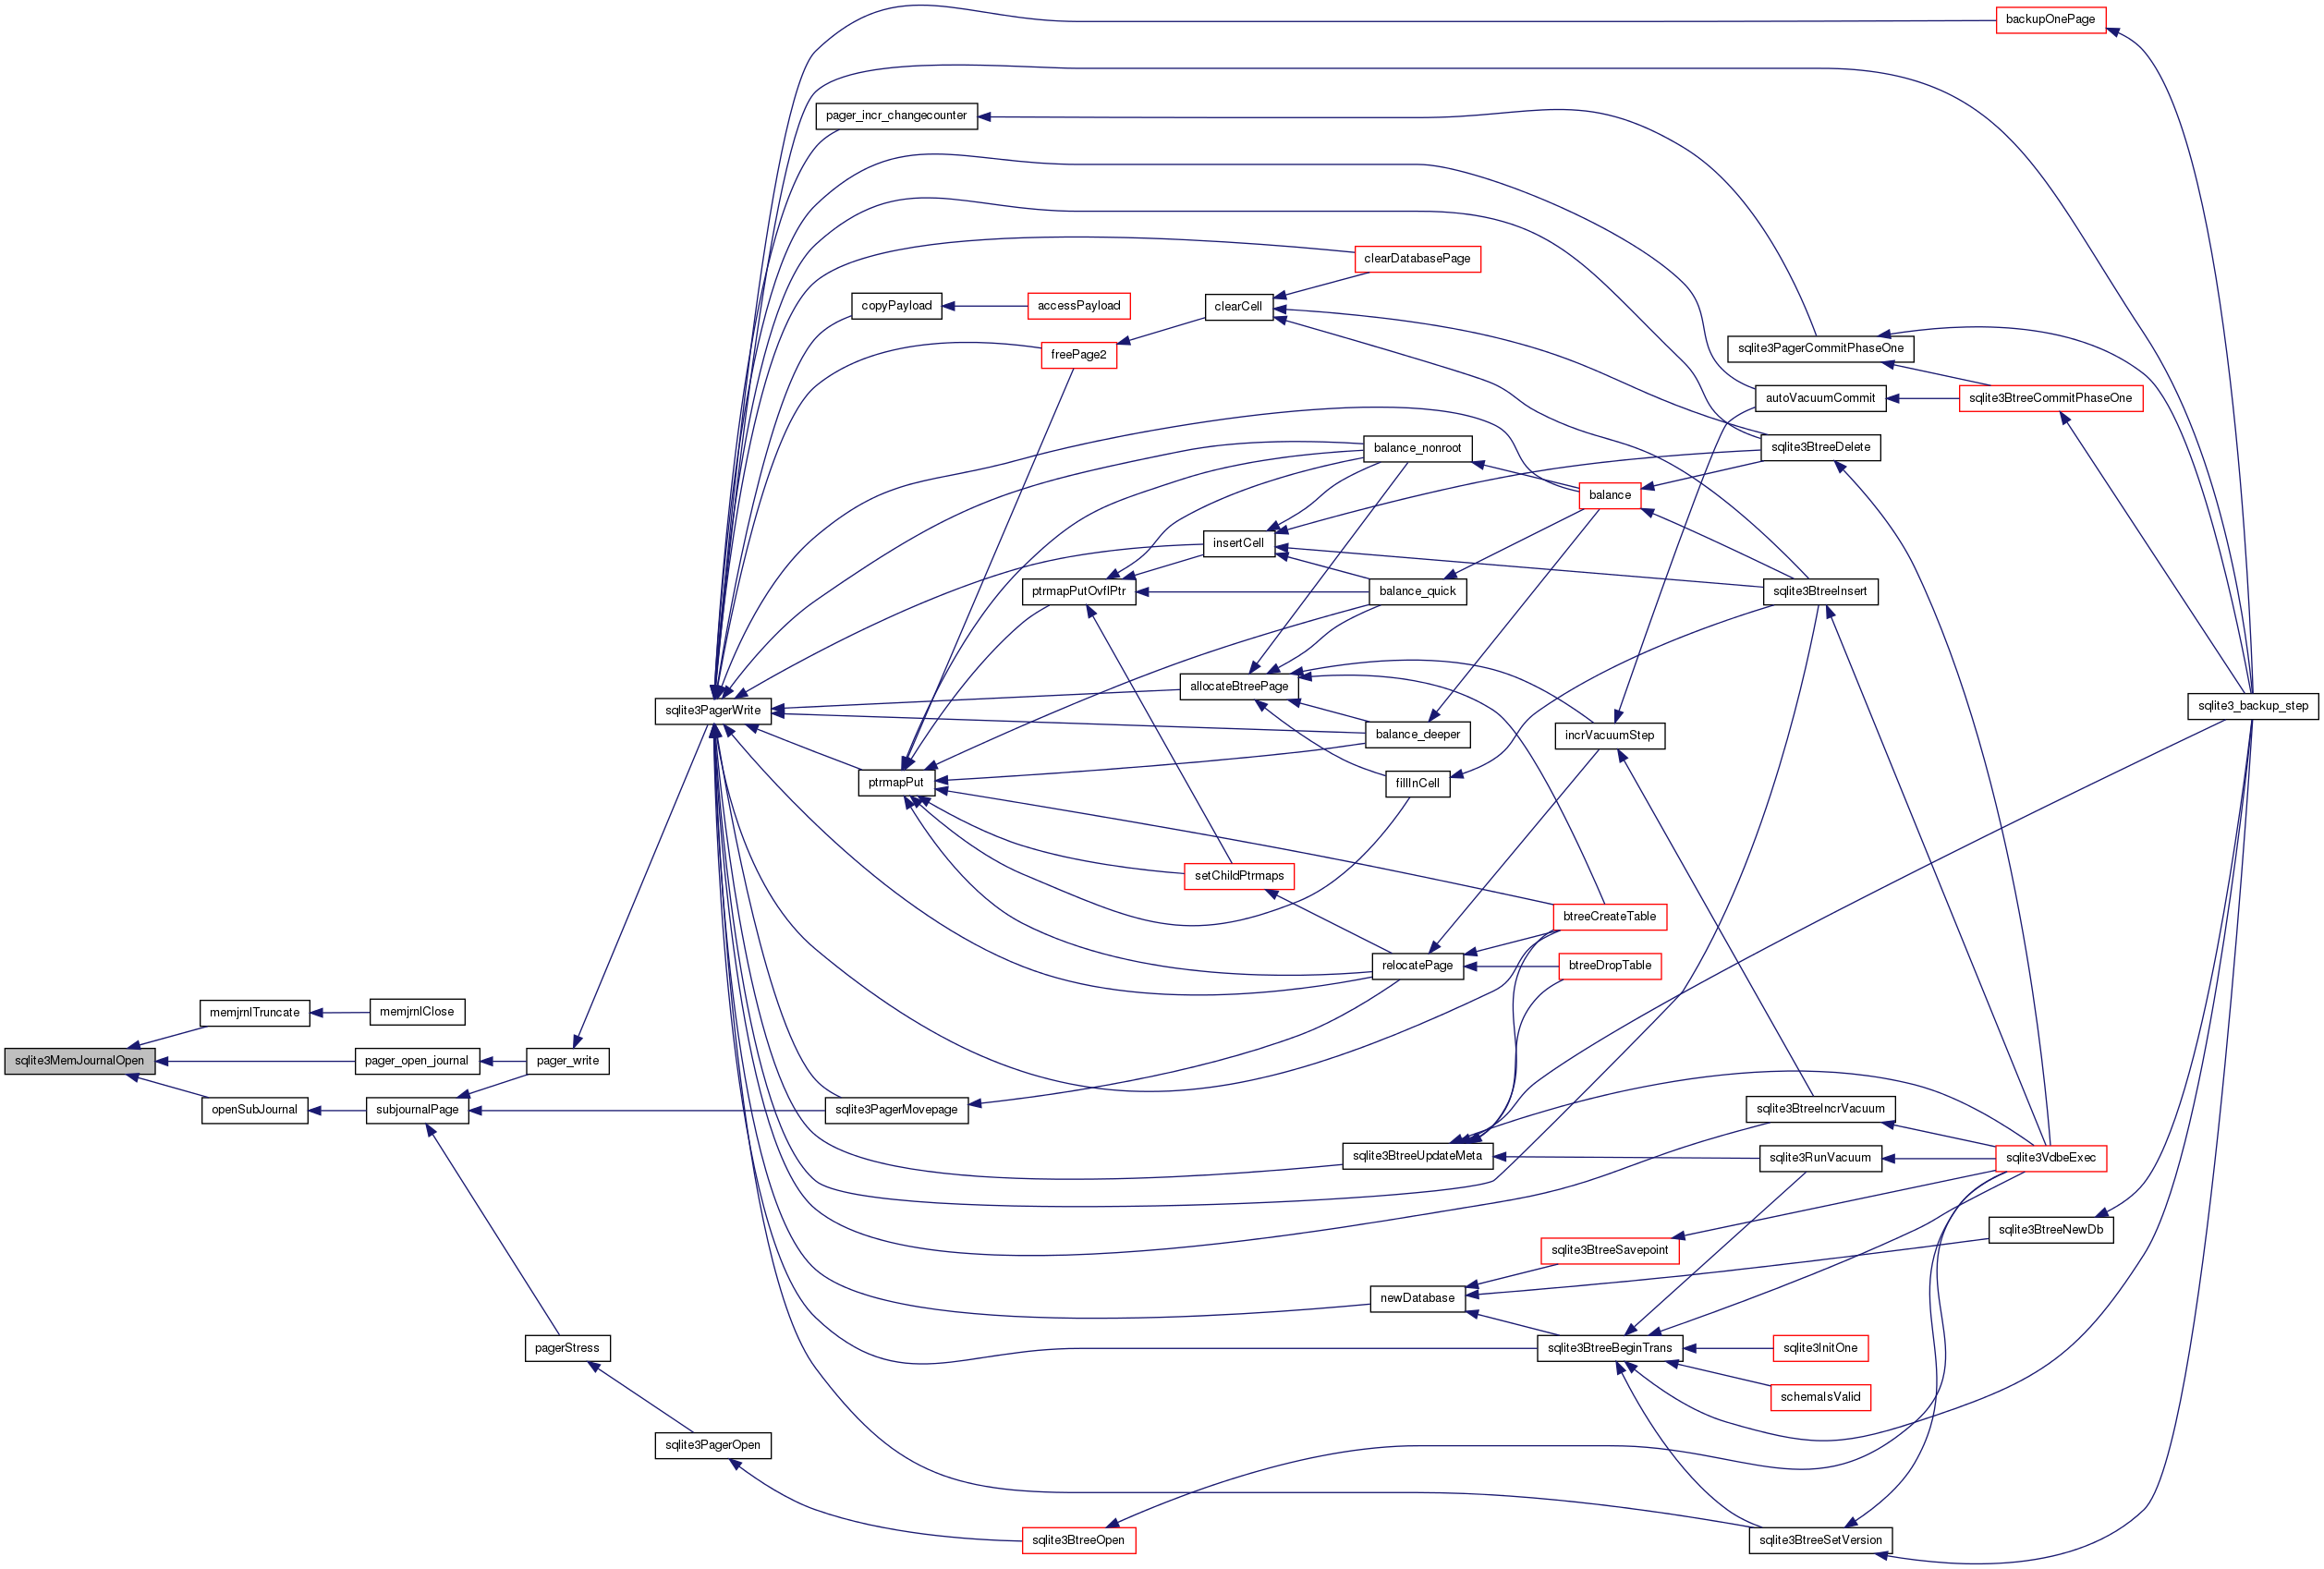 backupOnePage
pager_incr_changecounter
clearDatabasePage
copyPayload
accessPayload
clearCell
sqlite3PagerCommitPhaseOne
freePage2
autoVacuumCommit
sqlite3BtreeCommitPhaseOne
balance_nonroot
sqlite3BtreeDelete
balance
insertCell
ptrmapPutOvflPtr
balance_quick
sqlite3BtreeInsert
allocateBtreePage
sqlite3PagerWrite
sqlite3_backup_step
balance_deeper
incrVacuumStep
ptrmapPut
fillInCell
setChildPtrmaps
btreeCreateTable
relocatePage
btreeDropTable
memjrnlTruncate
memjrnlClose
sqlite3MemJournalOpen
pager_open_journal
pager_write
openSubJournal
subjournalPage
sqlite3PagerMovepage
sqlite3BtreeIncrVacuum
sqlite3BtreeUpdateMeta
sqlite3RunVacuum
sqlite3VdbeExec
sqlite3BtreeNewDb
sqlite3BtreeSavepoint
newDatabase
pagerStress
sqlite3BtreeBeginTrans
sqlite3InitOne
schemaIsValid
sqlite3PagerOpen
sqlite3BtreeOpen
sqlite3BtreeSetVersion